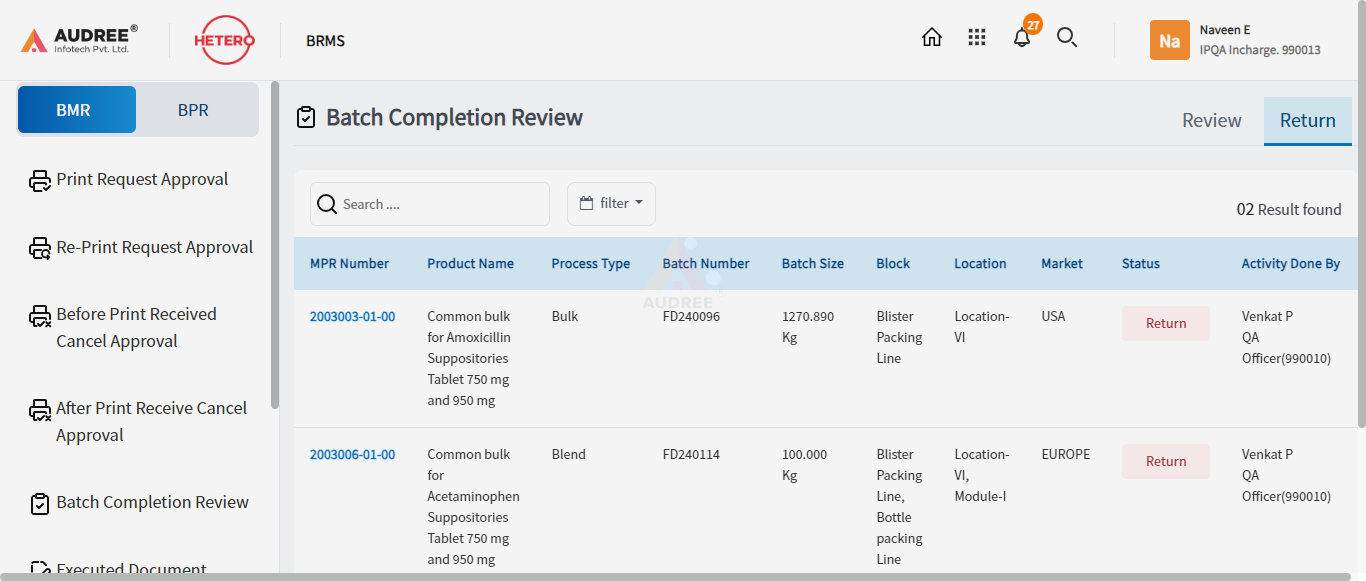 AUDREE®
Infotech Pvt. Ltd.
HETERO
BRMS
27
Na
Naveen E
IPQA Incharge. 990013
BMR
BPR
Print Request Approval
Re-Print Request Approval
Before Print Received
Cancel Approval
After Print Receive Cancel
Approval
Batch Completion Review
Executed Document
Batch Completion Review
Review
Return
Search ....
filter
02 Result found
MPR Number Product Name Process Type Batch Number Batch Size Block Location Market Status Activity Done By
AUDREE
2003003-01-00 Common bulk Bulk FD240096 1270.890 Blister Location- USA Return Venkat P
for Amoxicillin Kg Packing VI QA
Suppositories Line Officer(990010)
Tablet 750 mg
and 950 mg
2003006-01-00 Common bulk Blend FD240114 100.000 Blister Location- EUROPE Return Venkat P
for Kg Packing VI, QA
Acetaminophen Line, Module-I Officer(990010)
Suppositories Bottle
Tablet 750 mg packing
and 950 mg Line